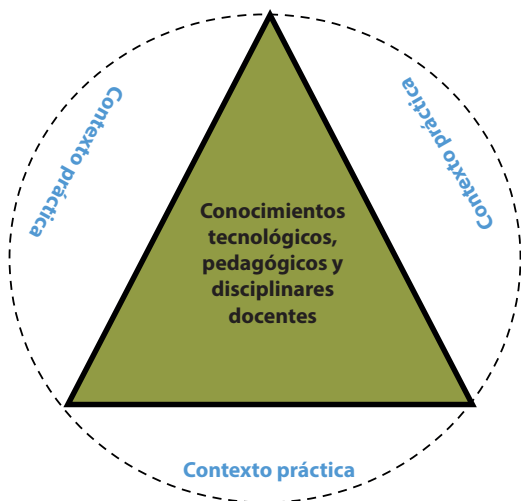 Contexto práctica
Contexto práctica
Conocimientos
tecnológicos,
pedagógicos y
disciplinares
docentes
Contexto práctica